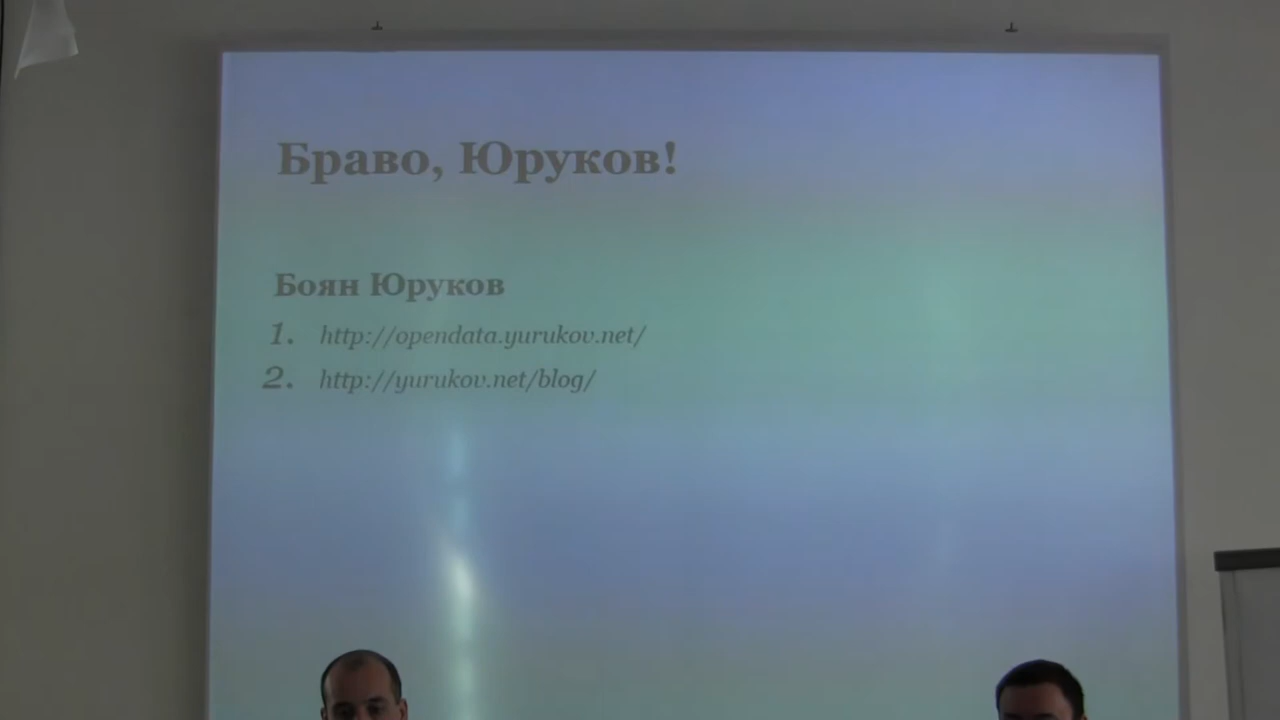 Браво, Юруков!
Боян Юруков
1. http://opendata.yurukov.net/
2. http://yurukov.net/blog/